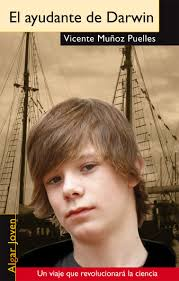 El ayudante de Darwin
Vicente Muñoz Puelles
Algar Joven
Un viaje que revolucionará la ciencia